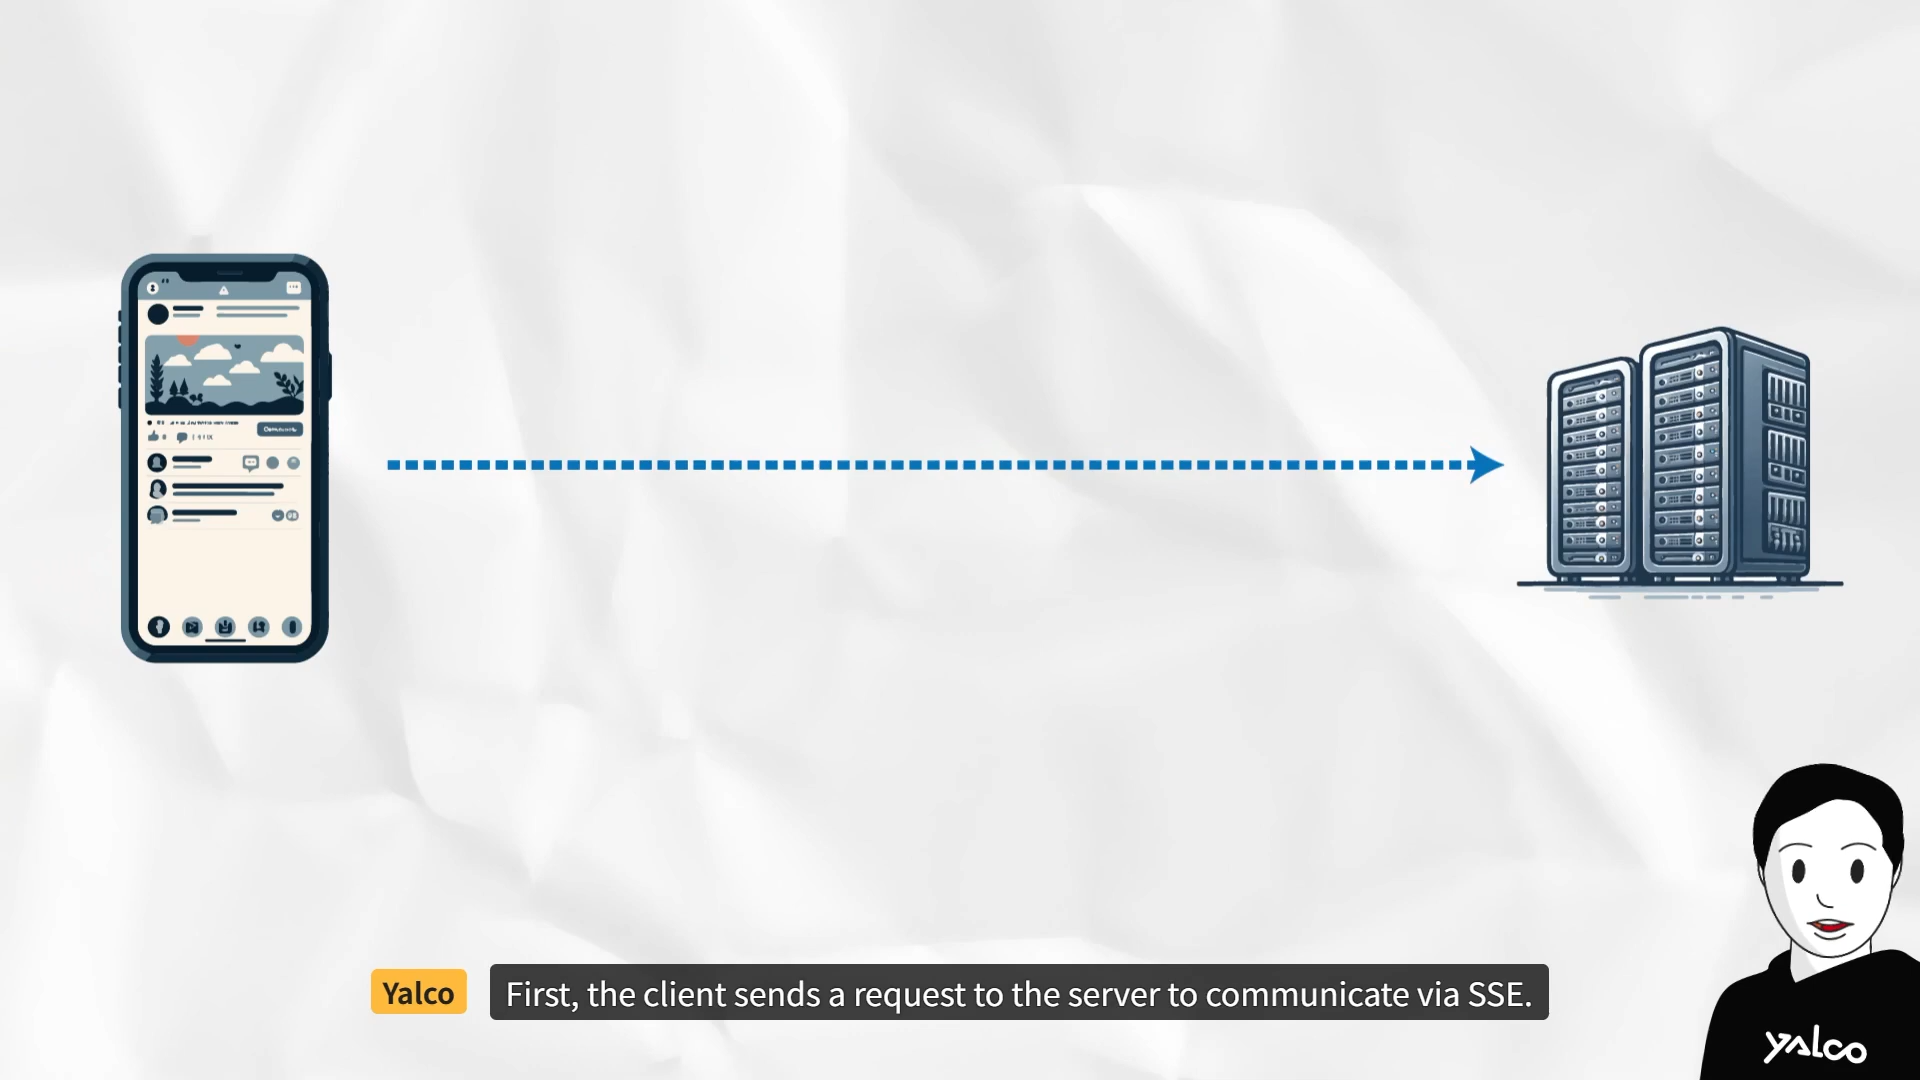 Yalco First, the client sends a request to the server to communicate via SSE.
yalco